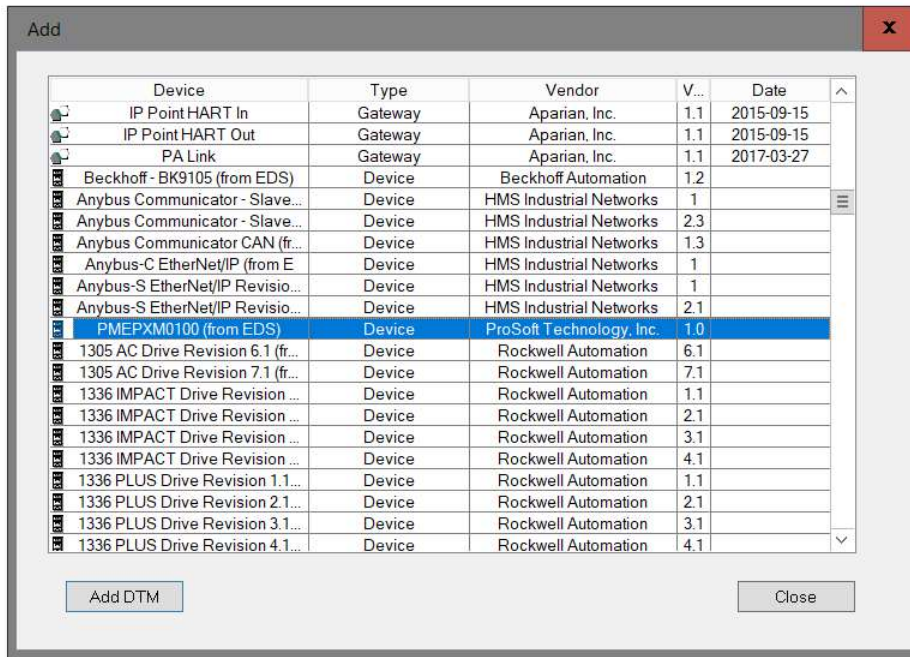 Add
x
Device Type Vendor V... Date
IP Point HART In Gateway Aparian, Inc. 1.1 2015-09-15
IP Point HART Out Gateway Aparian, Inc. 1.1 2015-09-15
PA Link Gateway Aparian, Inc. 1.1 2017-03-27
Beckhoff - BK9105 (from EDS) Device Beckhoff Automation 1.2
Anybus Communicator - Slave... Device HMS Industrial Networks 1
Anybus Communicator - Slave... Device HMS Industrial Networks 2.3
Anybus Communicator CAN (fr... Device HMS Industrial Networks 1.3
Anybus-C EtherNet/IP (from E Device HMS Industrial Networks 1
Anybus-S EtherNet/IP Revisio... Device HMS Industrial Networks 1
Anybus-S EtherNet/IP Revisio... Device HMS Industrial Networks 2.1
PMEPXM0100 (from EDS) Device ProSoft Technology, Inc. 1.0
1305 AC Drive Revision 6.1 (fr... Device Rockwell Automation 6.1
1305 AC Drive Revision 7.1 (fr... Device Rockwell Automation 7.1
1336 IMPACT Drive Revision ... Device Rockwell Automation 1.1
1336 IMPACT Drive Revision ... Device Rockwell Automation 2.1
1336 IMPACT Drive Revision ... Device Rockwell Automation 3.1
1336 IMPACT Drive Revision ... Device Rockwell Automation 4.1
1336 PLUS Drive Revision 1.1... Device Rockwell Automation 1.1
1336 PLUS Drive Revision 2.1... Device Rockwell Automation 2.1
1336 PLUS Drive Revision 3.1... Device Rockwell Automation 3.1
1336 PLUS Drive Revision 4.1... Device Rockwell Automation 4.1
Add DTM Close